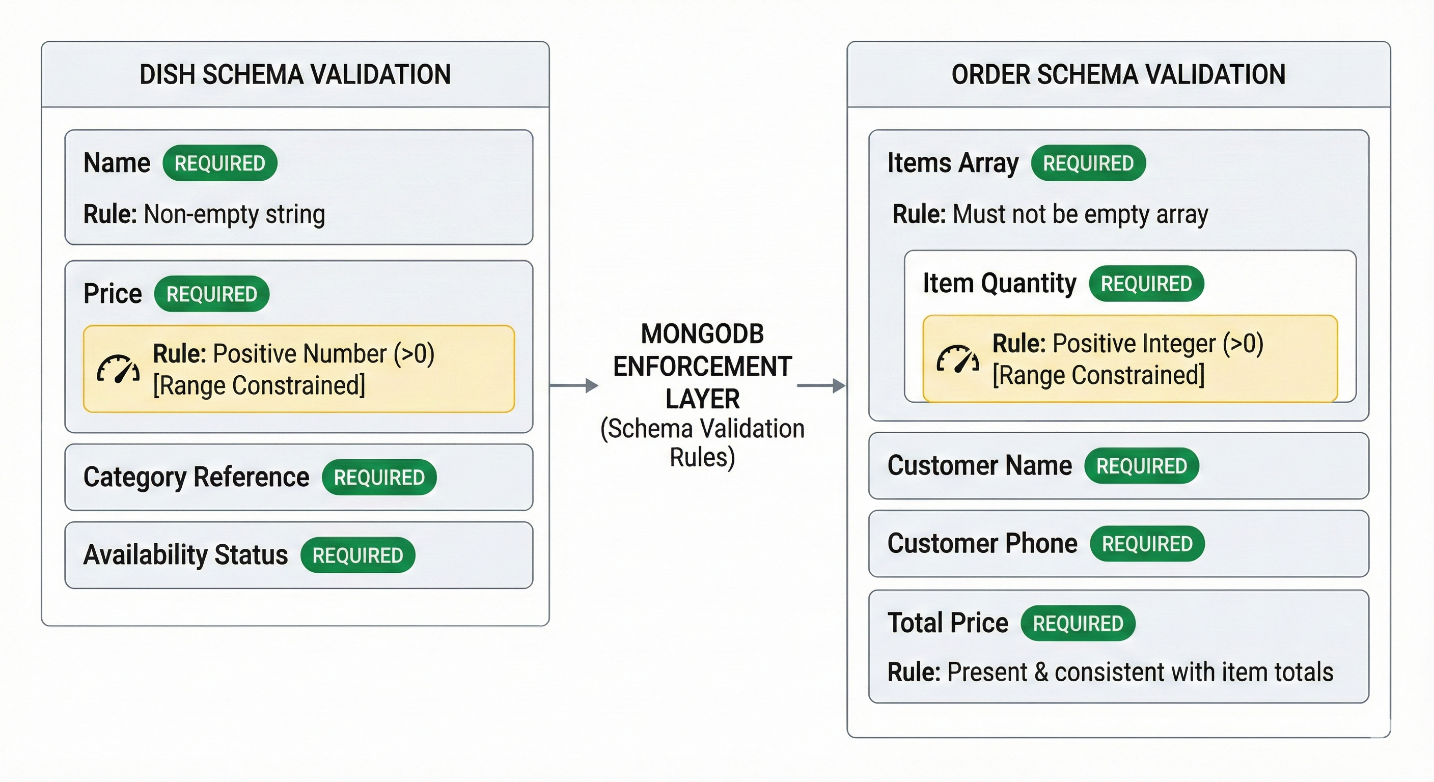 DISH SCHEMA VALIDATION
Name REQUIRED
Rule: Non-empty string
Price REQUIRED
Rule: Positive Number (>0)
[Range Constrained]
Category Reference REQUIRED
Availability Status REQUIRED
MONGODB
ENFORCEMENT
LAYER
(Schema Validation
Rules)
ORDER SCHEMA VALIDATION
Items Array REQUIRED
Rule: Must not be empty array
Item Quantity REQUIRED
Rule: Positive Integer (>0)
[Range Constrained]
Customer Name REQUIRED
Customer Phone REQUIRED
Total Price REQUIRED
Rule: Present & consistent with item totals